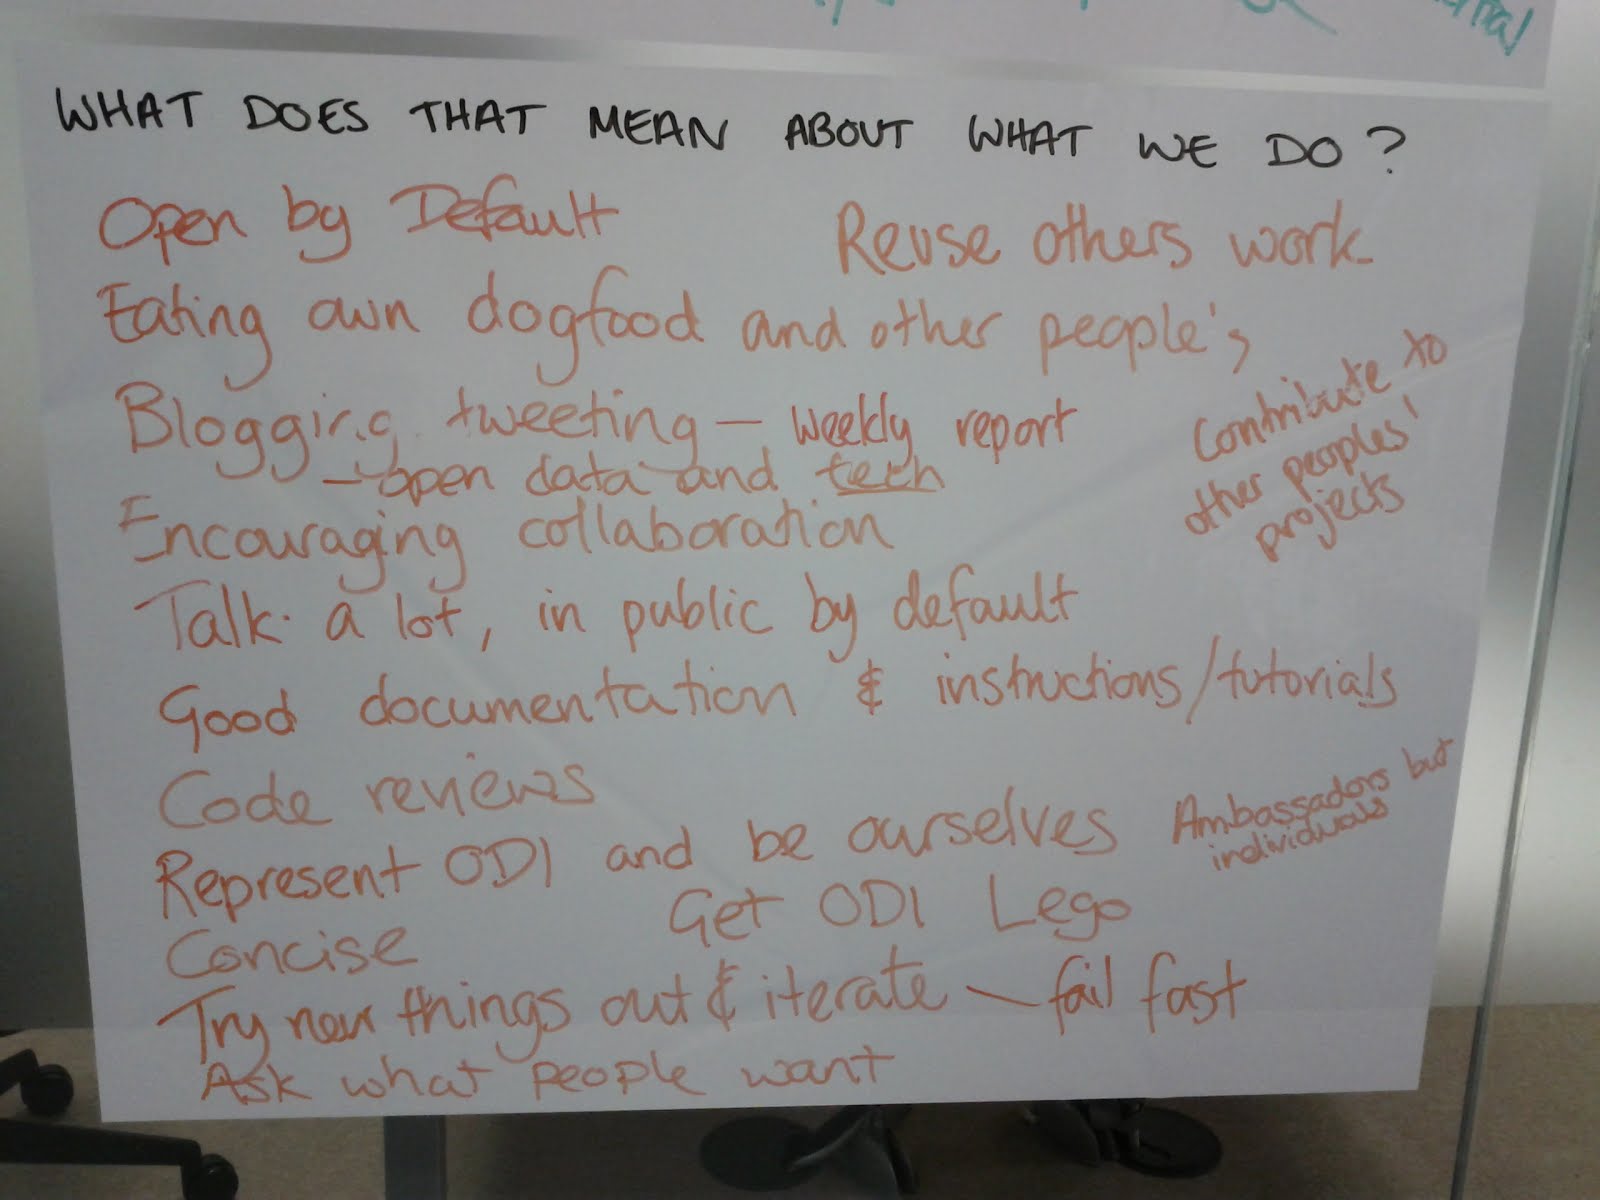 WHAT DOES THAT MEAN ABOUT WHAT WE DO?
Open by Default
Reuse others work
Eating own dogfood and other people's
Blogging tweeting – weekly report
– open data and tech
Contribute to
other peoples'
projects
Encouraging collaboration
Talk a lot, in public by default
Good documentation & instructions/tutorials
Code reviews
Represent ODI and be ourselves
Ambassadors but
Get ODI Lego
Concise
Try new things out & iterate – fail fast
Ask what people want